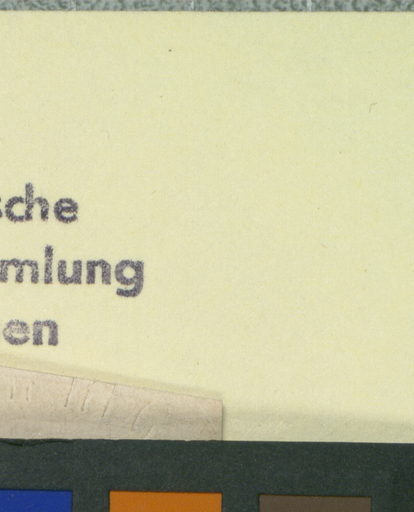 sche
mlung
en